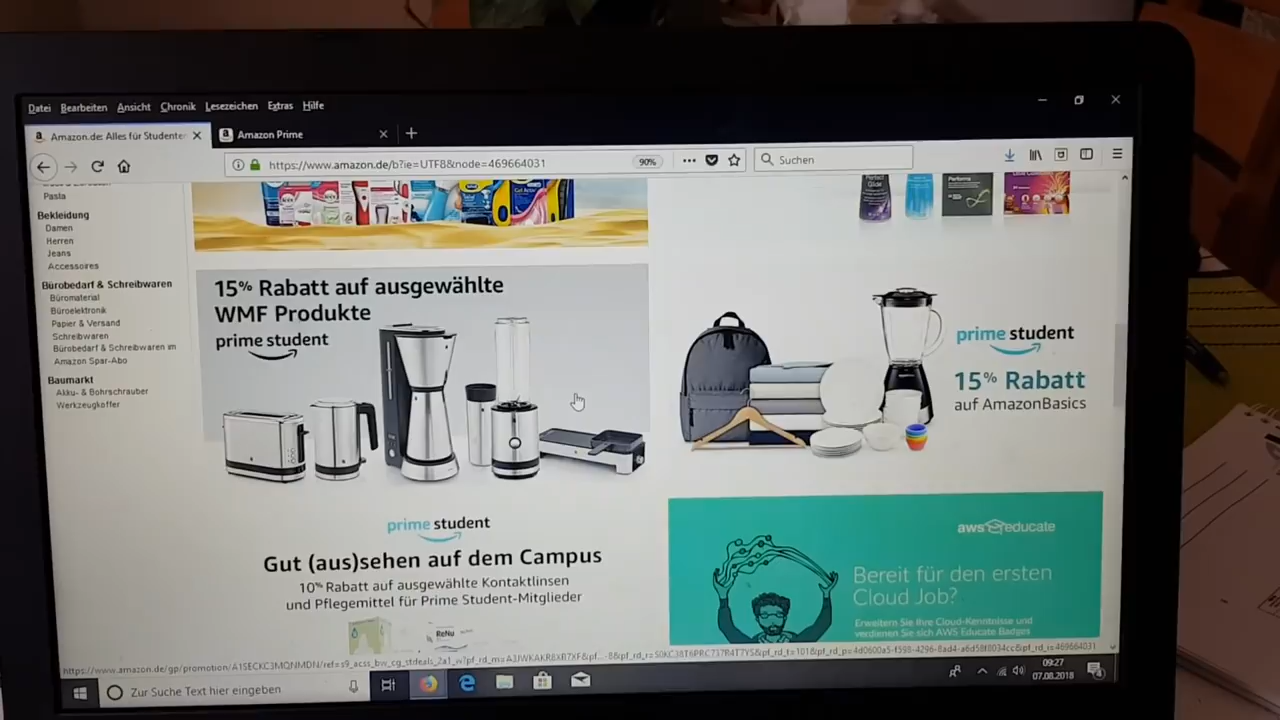 Datei Bearbeiten Ansicht Chronik Lesezeichen Extras Hilfe
Amazon.de: Alles für Studenten
Amazon Prime
https://www.amazon.de/b?ie=UTF8&node=469664031
90%
Suchen
Pasta
Bekleidung
Damen
Herren
Jeans
Accessoires
Bürobedarf & Schreibwaren
Büromaterial
Büroelektronik
Papier & Versand
Schreibwaren
Bürobedarf & Schreibwaren im
Amazon Spar-Abo
Baumarkt
Akku- & Bohrschrauber
Werkzeugkoffer
Perfect
Glide
Performa
15% Rabatt auf ausgewählte
WMF Produkte
prime student
prime student
15% Rabatt
auf AmazonBasics
prime student
Gut (aus)sehen auf dem Campus
10% Rabatt auf ausgewählte Kontaktlinsen
und Pflegemittel für Prime Student-Mitglieder
ReNu
aws educate
Bereit für den ersten
Cloud Job?
Erweitern Sie Ihre Cloud-Kenntnisse und
verdienen Sie sich AWS Educate Badges
Zur Suche Text hier eingeben
09:27
07.08.2018
4